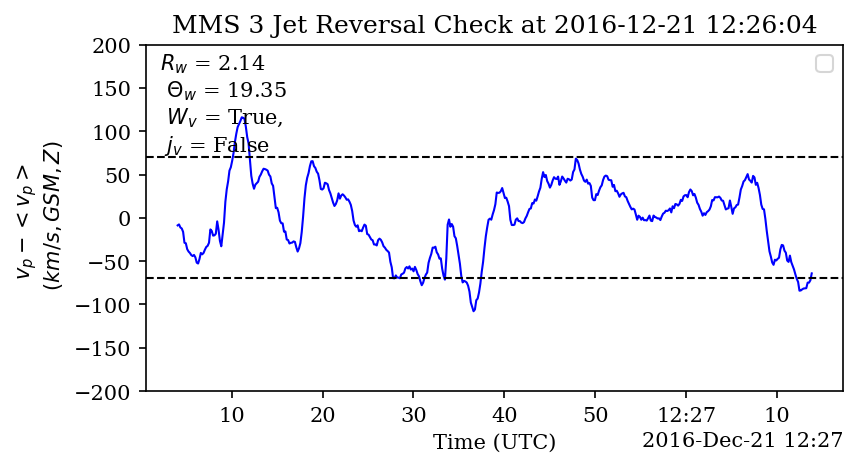 MMS 3 Jet Reversal Check at 2016-12-21 12:26:04
200
150
100
50
0
−50
−100
−150
−200
v_p − < v_p >
(km/s, GSM, Z)
R_w = 2.14
Θ_w = 19.35
W_v = True,
j_v = False
10 20 30 40 50 12:27 10
Time (UTC)
2016-Dec-21 12:27